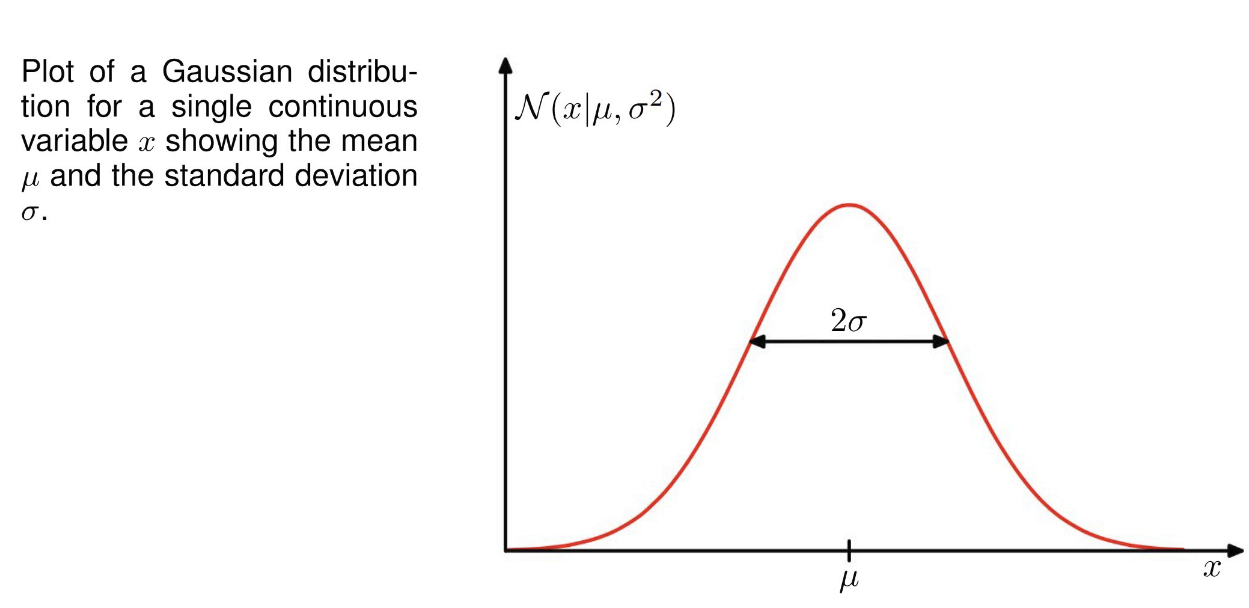 Plot of a Gaussian distribu-
tion for a single continuous
variable x showing the mean
μ and the standard deviation
σ.
𝒩(x|μ, σ²)
2σ
μ
x